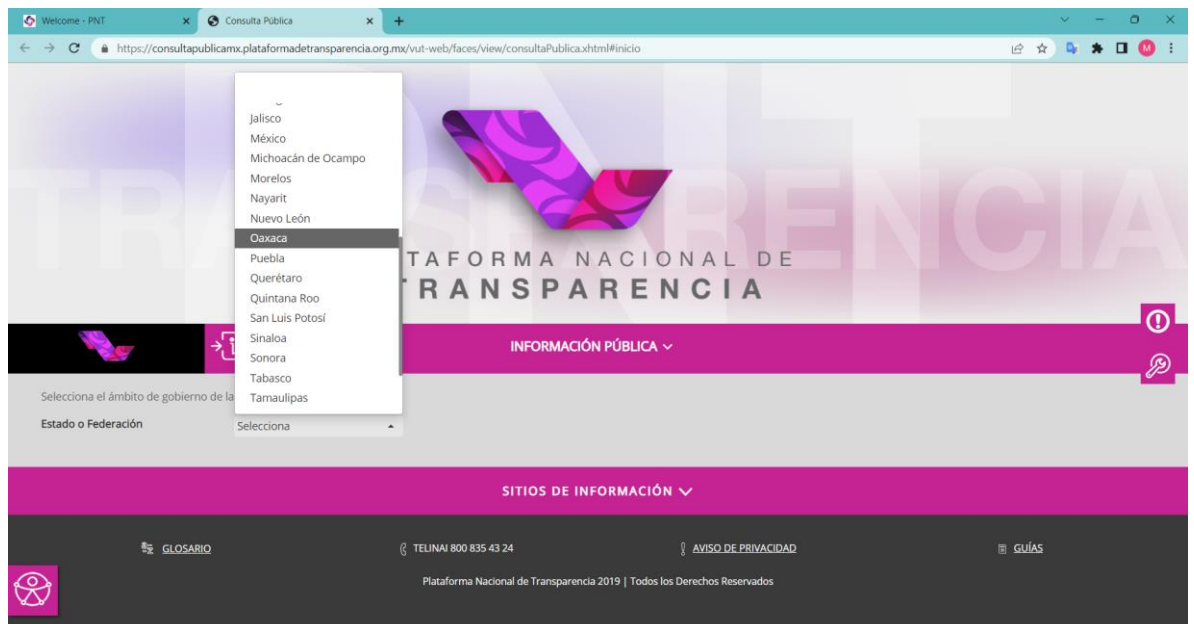 Welcome - PNT
Consulta Pública
https://consultapublicamx.plataformadetransparencia.org.mx/vut-web/faces/view/consultaPublica.xhtml#inicio
M
TAFORMA NACIONAL DE
RANSPARENCIA
Jalisco
México
Michoacán de Ocampo
Morelos
Nayarit
Nuevo León
Oaxaca
Puebla
Querétaro
Quintana Roo
San Luis Potosí
Sinaloa
Sonora
Tabasco
Tamaulipas
INFORMACIÓN PÚBLICA
Selecciona el ámbito de gobierno de la
Estado o Federación
Selecciona
SITIOS DE INFORMACIÓN
GLOSARIO
TELINAI 800 835 43 24
AVISO DE PRIVACIDAD
GUÍAS
Plataforma Nacional de Transparencia 2019 | Todos los Derechos Reservados